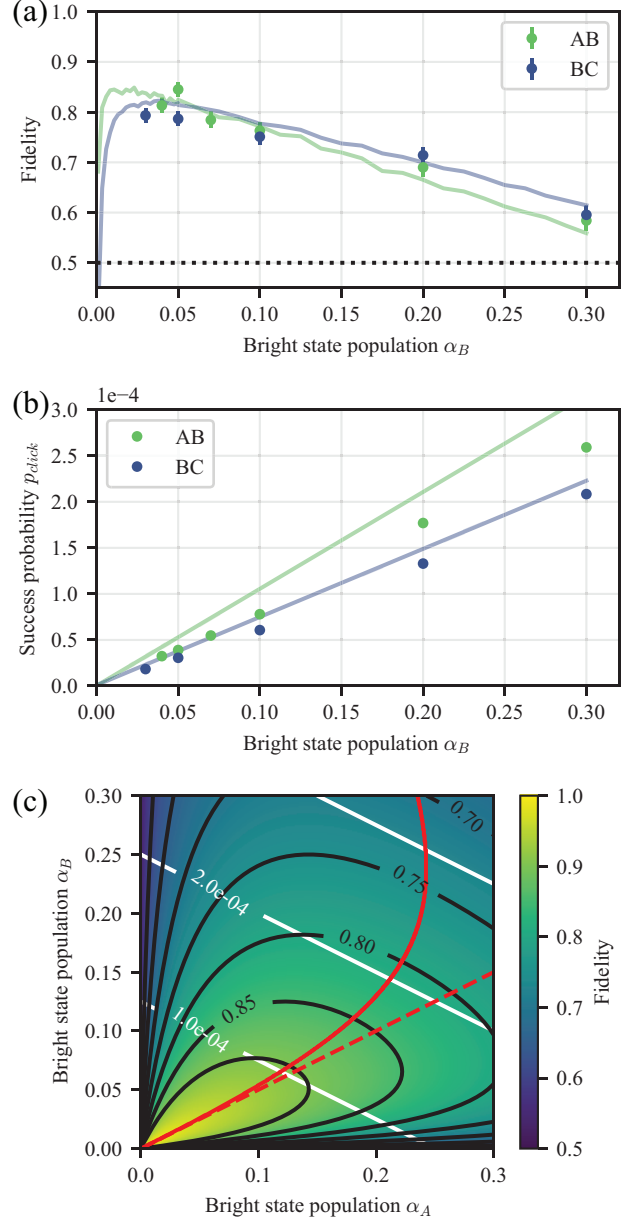 (a)
1.0
0.9
0.8
0.7
0.6
0.5
Fidelity
AB
BC
0.00 0.05 0.10 0.15 0.20 0.25 0.30
Bright state population α_B
(b)
1e−4
3.0
2.5
2.0
1.5
1.0
0.5
0.0
Success probability p_click
AB
BC
0.00 0.05 0.10 0.15 0.20 0.25 0.30
Bright state population α_B
(c)
0.30
0.25
0.20
0.15
0.10
0.05
0.00
Bright state population α_B
0.70
0.75
2.0e-04
0.80
0.85
1.0e-04
0.0 0.1 0.2 0.3
Bright state population α_A
1.0
0.9
0.8
0.7
0.6
0.5
Fidelity